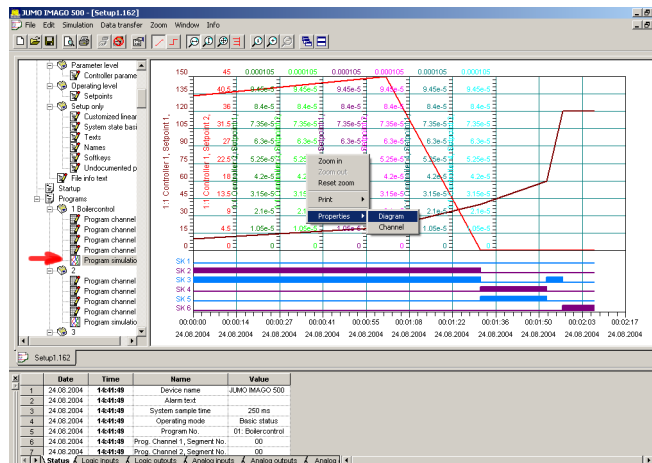 JUMO IMAGO 500 - [Setup1.162]
File Edit Simulation Data transfer Zoom Window Info
Parameter level
Controller parame
Operating level
Setpoints
Setup only
Customized linear
System state basi
Texts
Names
Softkeys
Undocumented p
File info text
Startup
Programs
1 Boilercontrol
Program channel
Program channel
Program channel
Program channel
Program simulatio
2
Program channel
Program channel
Program channel
Program channel
Program simulatio
3
150 45 0.000105 0.000105 0.000105 0.000105 0.000105 0.000105
135 40.5 9.45e-5 9.45e-5 9.45e-5 9.45e-5 9.45e-5 9.45e-5
120 36 8.4e-5 8.4e-5 8.4e-5 8.4e-5 8.4e-5 8.4e-5
105 31.5 7.35e-5 7.35e-5 7.35e-5 7.35e-5 7.35e-5 7.35e-5
90 27 6.3e-5 6.3e-5 6.3e-5 6.3e-5 6.3e-5 6.3e-5
75 22.5 5.25e-5 5.25e-5 5.25e-5 5.25e-5 5.25e-5
60 18 4.2e-5 4.2e-5 4.2e-5 4.2e-5 4.2e-5
45 13.5 3.15e-5 3.15e-5 3.15e-5 3.15e-5
30 9 2.1e-5 2.1e-5 2.1e-5
15 4.5 1.05e-5 1.05e-5 1.05e-5 1.05e-5
0 0 0 0 0 0 0 0
1:1 Controller 1, Setpoint 1,
1:1 Controller 1, Setpoint 2,
Zoom in
Zoom out
Reset zoom
Print
Properties
Diagram
Channel
SK 1
SK 2
SK 3
SK 4
SK 5
SK 6
00:00:00 00:00:14 00:00:27 00:00:41 00:00:55 00:01:08 00:01:22 00:01:36 00:01:50 00:02:03 00:02:17
24.08.2004 24.08.2004 24.08.2004 24.08.2004 24.08.2004 24.08.2004 24.08.2004 24.08.2004 24.08.2004 24.08.2004 24.08.2004
Setup1.162
Date Time Name Value
1 24.08.2004 14:41:49 Device name JUMO IMAGO 500
2 24.08.2004 14:41:49 Alarm text
3 24.08.2004 14:41:49 System sample time 250 ms
4 24.08.2004 14:41:49 Operating mode Basic status
5 24.08.2004 14:41:49 Program No. 01: Boilercontrol
6 24.08.2004 14:41:49 Prog. Channel 1, Segment No. 00
7 24.08.2004 14:41:49 Prog. Channel 2, Segment No. 00
Status Logic inputs Logic outputs Analog inputs Analog outputs Analog